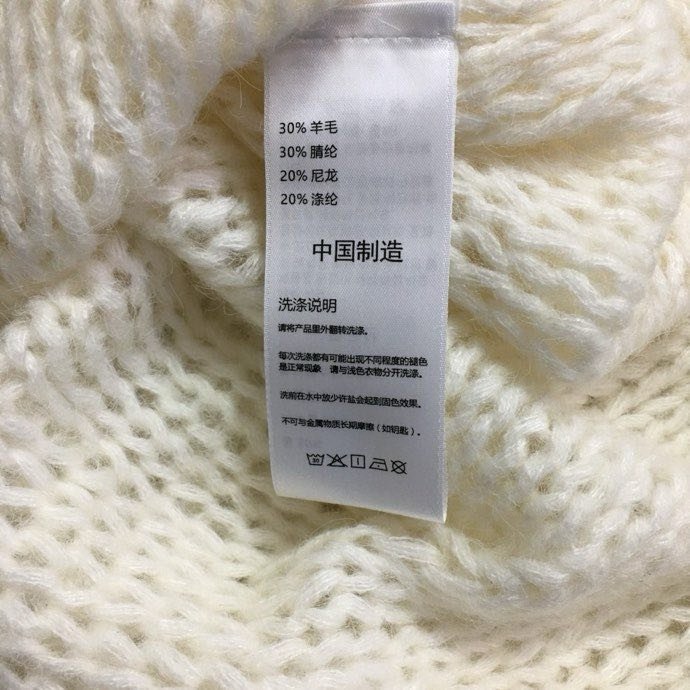 30% 羊毛
30% 腈纶
20% 尼龙
20% 涤纶
中国制造
洗涤说明
请将产品里外翻转洗涤。
每次洗涤都有可能出现不同程度的褪色
是正常现象 请与浅色衣物分开洗涤。
洗前在水中放少许盐会起到固色效果。
不可与金属物质长期摩擦（如钥匙）。
30